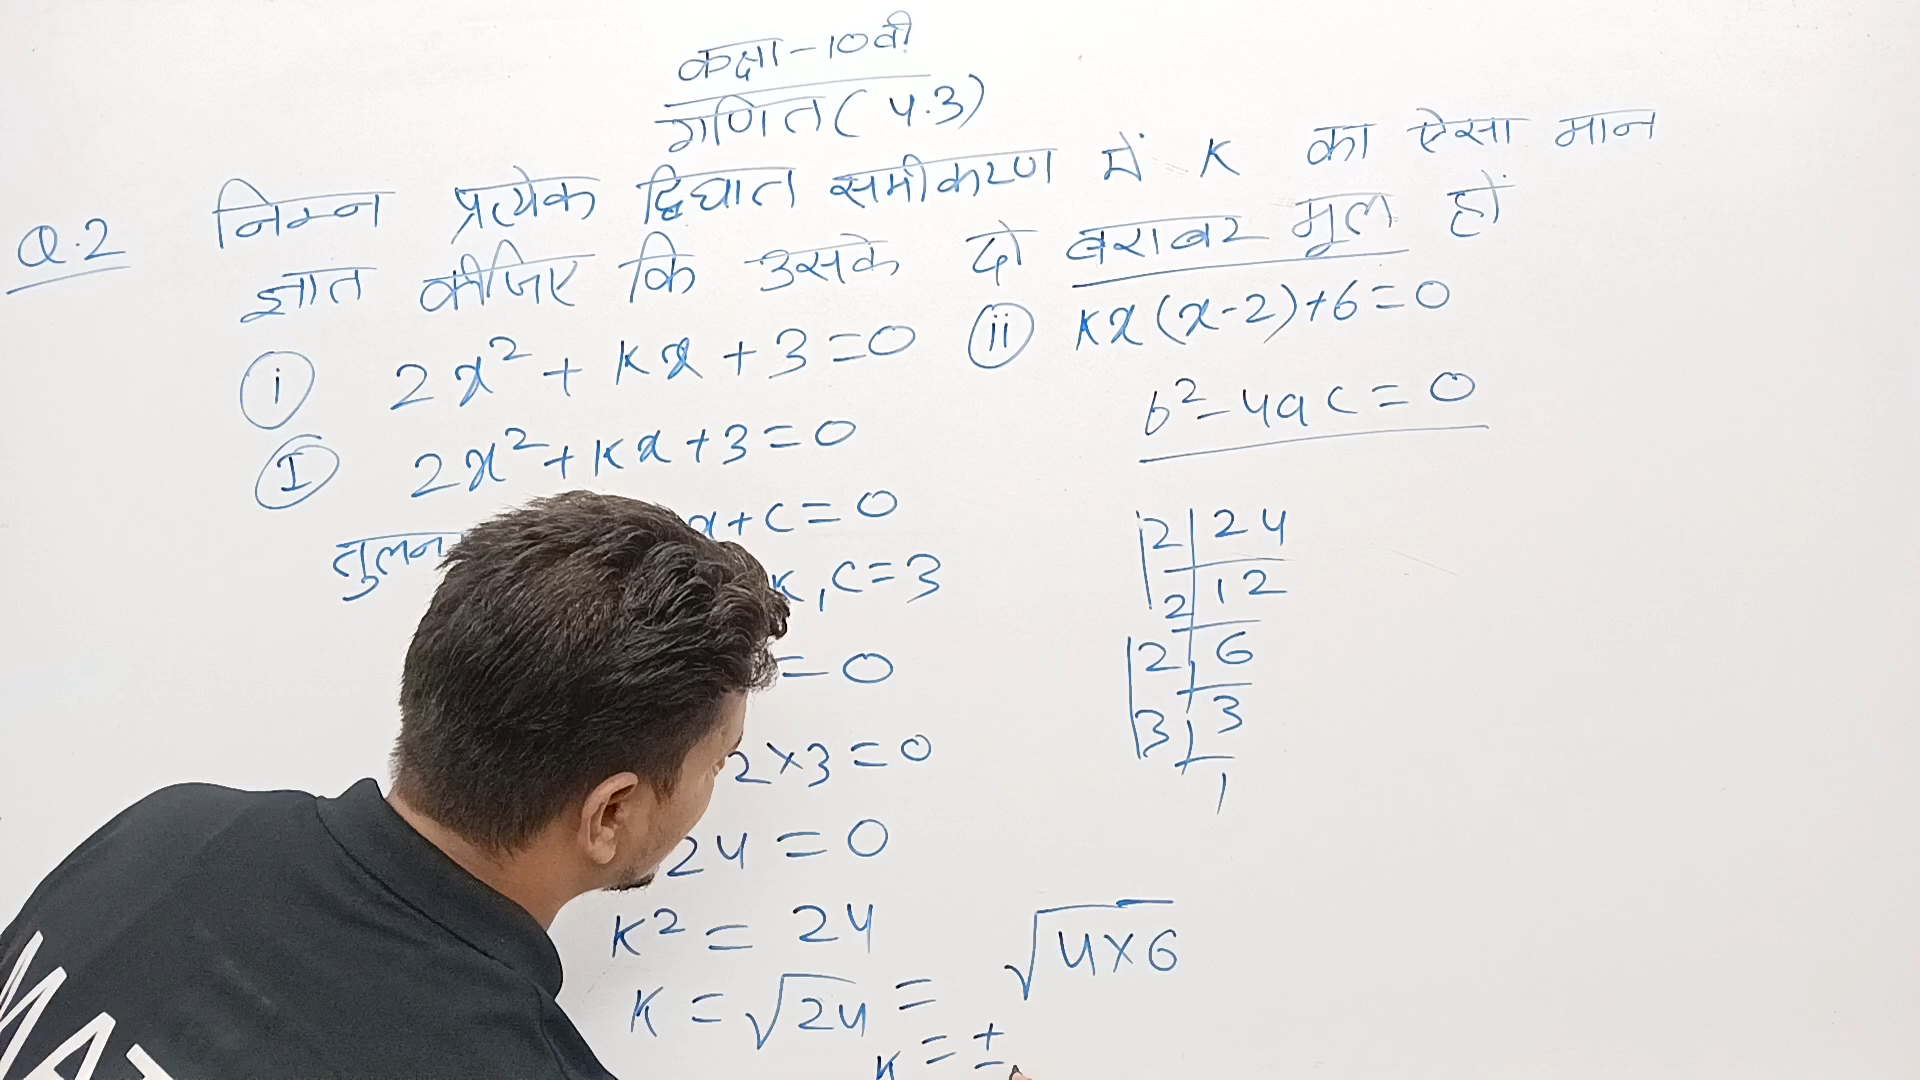 कक्षा - 10वी
गणित ( 4.3)
Q.2 निम्न प्रत्येक द्विघात समीकरण में K का ऐसा मान
ज्ञात कीजिए कि उसके दो बराबर मूल हों
(i) 2x² + Kx + 3 = 0 (ii) Kx(x-2)+6=0
b²-4ac=0
(I) 2x²+Kx+3=0
x+c=0
K, c=3
=0
2×3=0
24=0
K² = 24
K = √24 = √4×6
K = ±
2 24
2 12
2 6
3 3
1
MAT